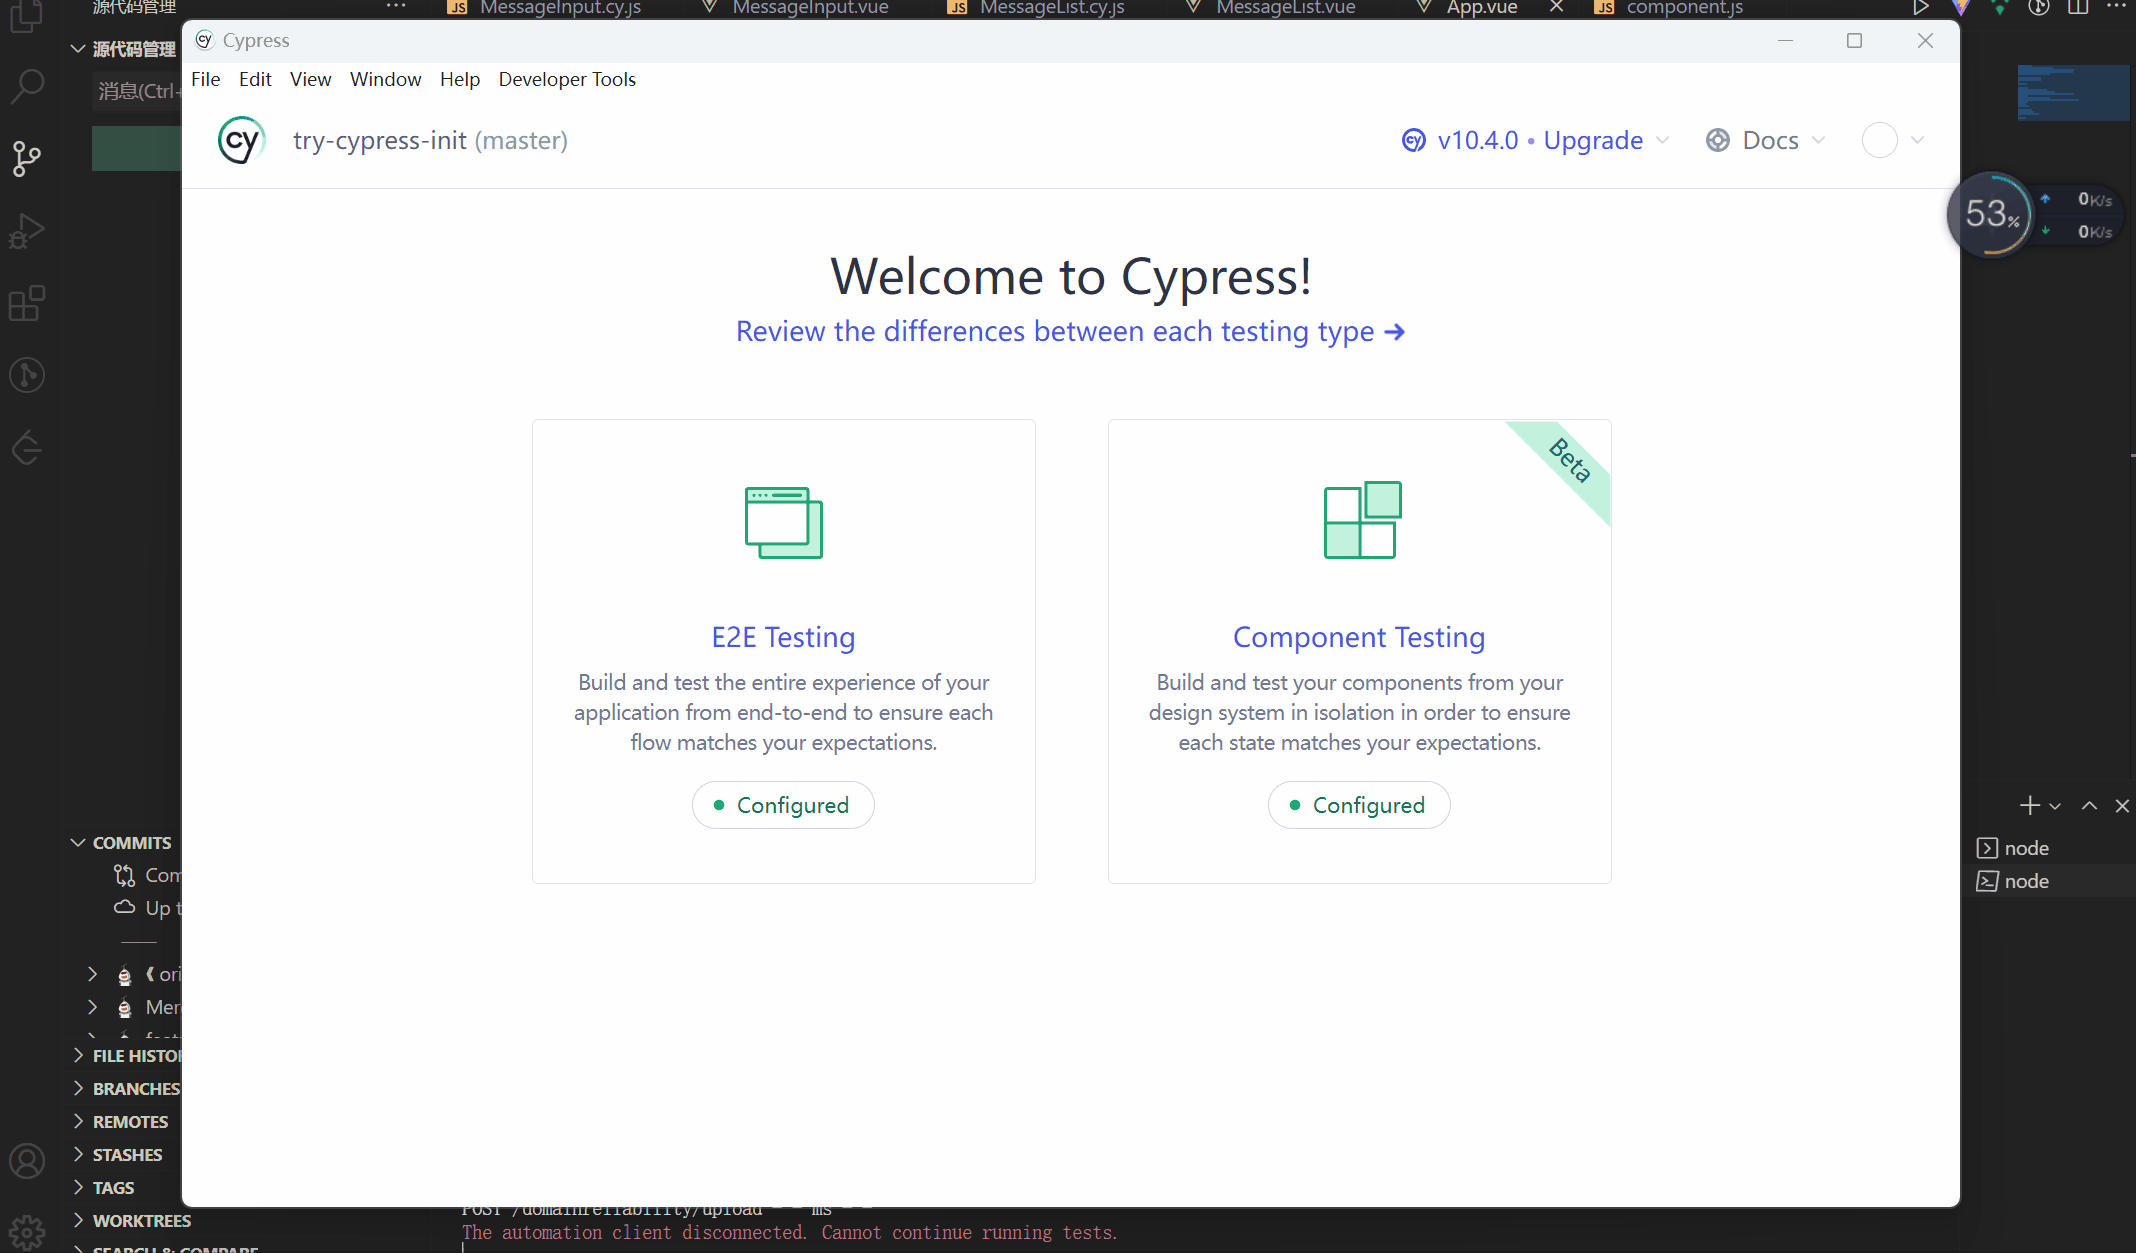 源代码管理
MessageInput.cy.js
MessageInput.vue
MessageList.cy.js
MessageList.vue
App.vue
component.js
源代码管理
消息(Ctrl+
Cypress
File Edit View Window Help Developer Tools
try-cypress-init (master)
v10.4.0 • Upgrade
Docs
53%
0K/s
0K/s
Welcome to Cypress!
Review the differences between each testing type →
Beta
E2E Testing
Build and test the entire experience of your
application from end-to-end to ensure each
flow matches your expectations.
Configured
Component Testing
Build and test your components from your
design system in isolation in order to ensure
each state matches your expectations.
Configured
node
node
COMMITS
Com
Up t
ori
Mer
FILE HISTO
BRANCHES
REMOTES
STASHES
TAGS
WORKTREES
SEARCH & COMPARE
POST /domainreliability/upload - - ms - -
The automation client disconnected. Cannot continue running tests.